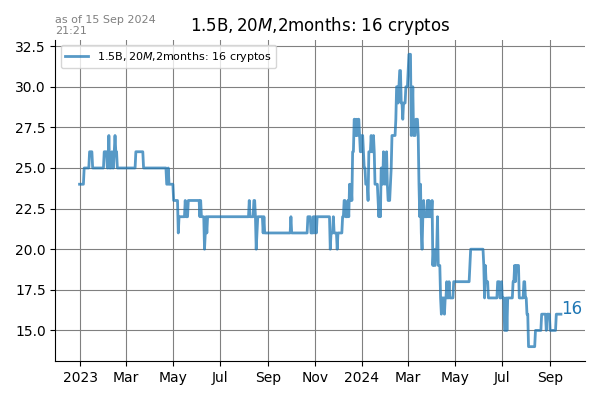 as of 15 Sep 2024
21:21
1.5B, 20M,2months: 16 cryptos
1.5B, 20M,2months: 16 cryptos
32.5
30.0
27.5
25.0
22.5
20.0
17.5
15.0
16
2023 Mar May Jul Sep Nov 2024 Mar May Jul Sep